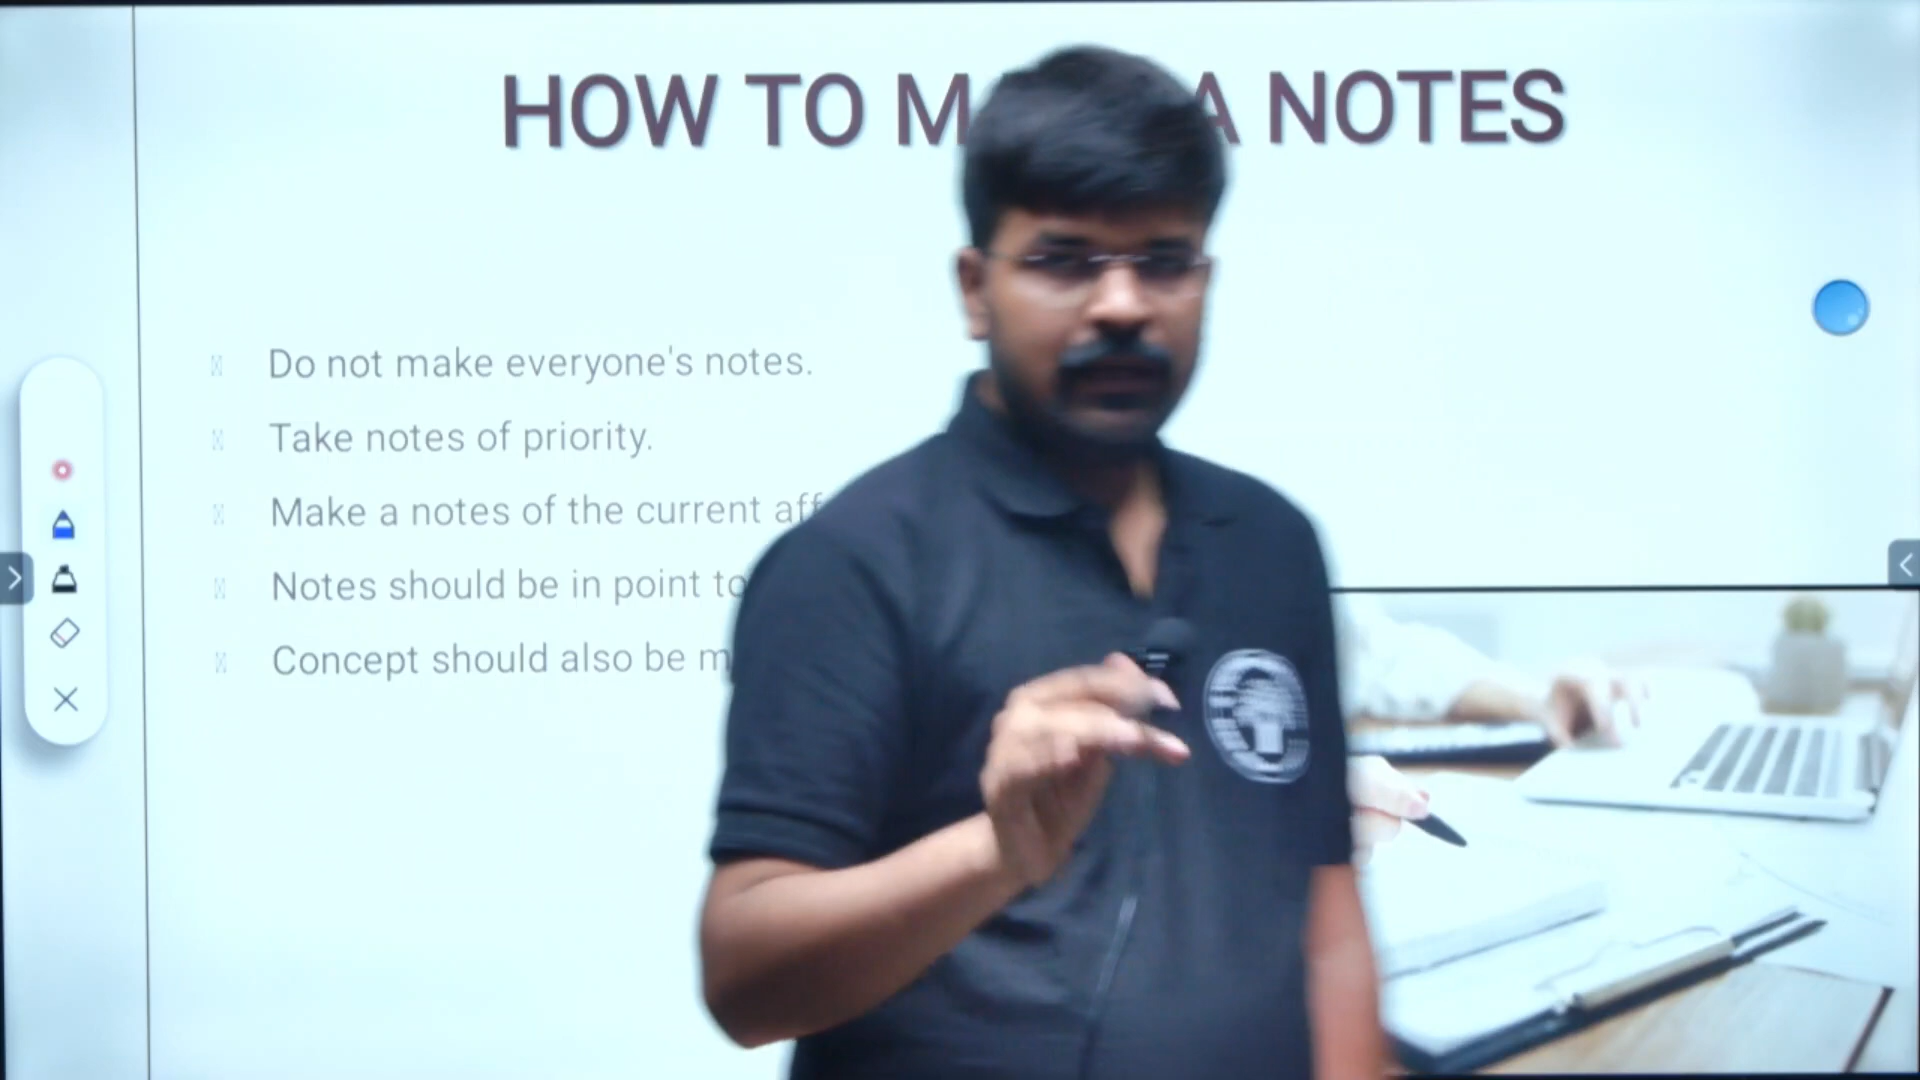 HOW TO M A NOTES
Do not make everyone's notes.
Take notes of priority.
Make a notes of the current aff
Notes should be in point to
Concept should also be m